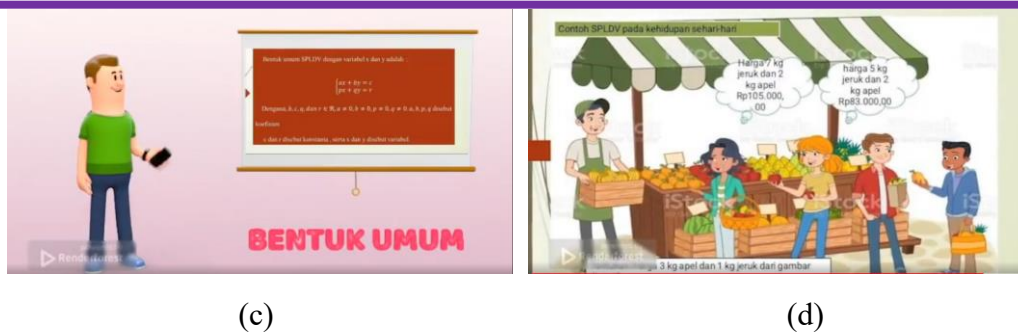 Bentuk umum SPLDV dengan variabel x dan y adalah
ax + by = c
px + qy = r
disebut
koefisien
c dan r disebut konstanta, serta x dan y disebut variabel
BENTUK UMUM
Renderforest
Contoh SPLDV pada kehidupan sehari-hari
Harga 7 kg
jeruk dan 2
kg apel
Rp105.000,
00
harga 5 kg
jeruk dan 2
kg apel
Rp83.000,00
iStock
3 kg apel dan 1 kg jeruk dari gambar
(c)
(d)